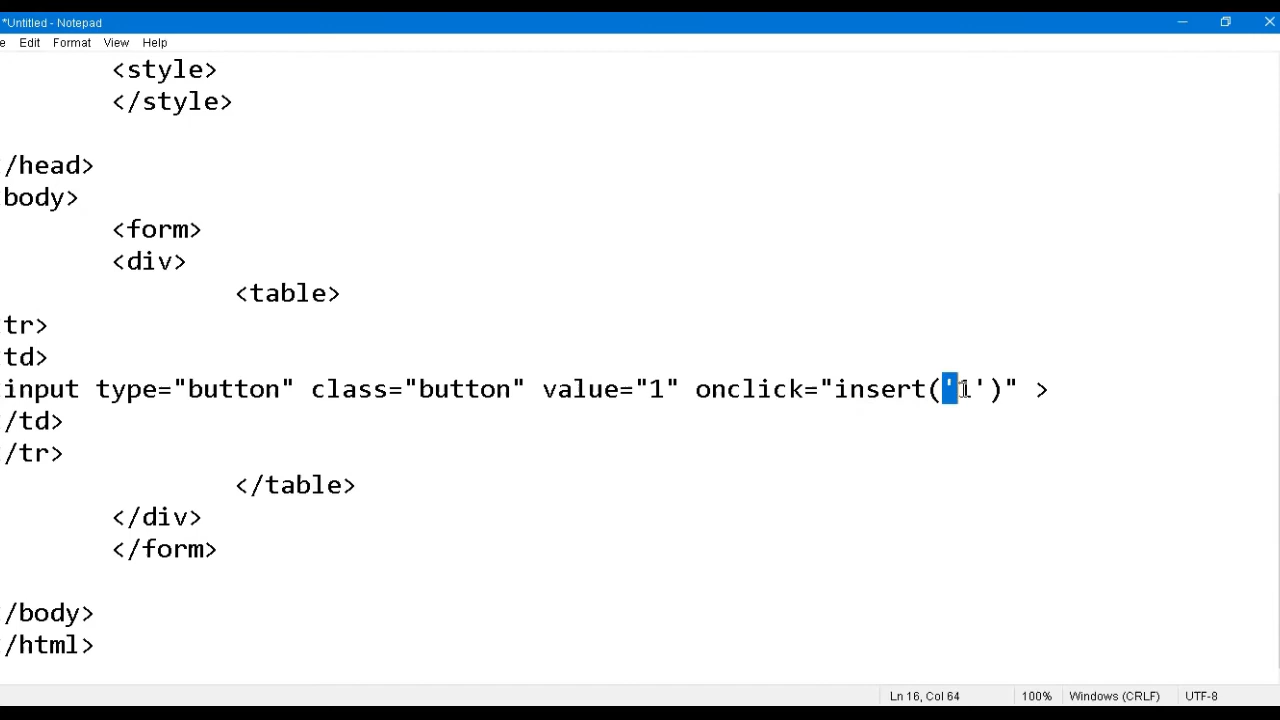 *Untitled - Notepad
e Edit Format View Help
<style>
</style>
/head>
body>
<form>
<div>
<table>
tr>
td>
input type="button" class="button" value="1" onclick="insert('1')" >
/td>
/tr>
</table>
</div>
</form>
/body>
/html>
Ln 16, Col 64 100% Windows (CRLF) UTF-8